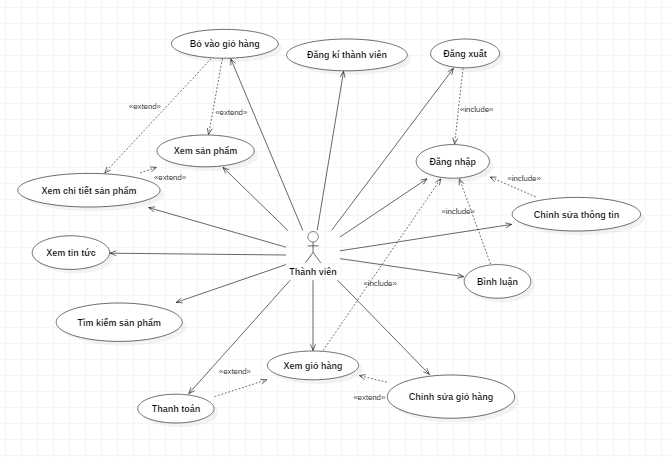 Bỏ vào giỏ hàng
Đăng kí thành viên
Đăng xuất
«extend»
«extend»
«include»
Xem sản phẩm
Đăng nhập
«extend»
«include»
Xem chi tiết sản phẩm
«include»
Chỉnh sửa thông tin
Xem tin tức
Thành viên
Bình luận
«include»
Tìm kiếm sản phẩm
Xem giỏ hàng
«extend»
«extend»
Chỉnh sửa giỏ hàng
Thanh toán